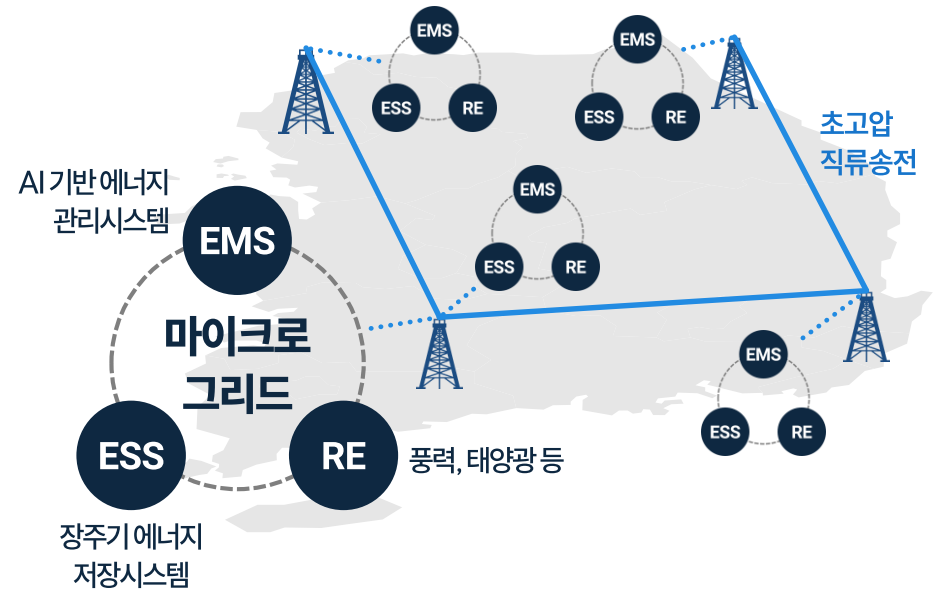 EMS
ESS
RE
EMS
ESS
RE
초고압
직류송전
AI 기반 에너지
관리시스템
EMS
마이크로
그리드
ESS
RE
풍력, 태양광 등
장주기 에너지
저장시스템
EMS
ESS
RE
EMS
ESS
RE